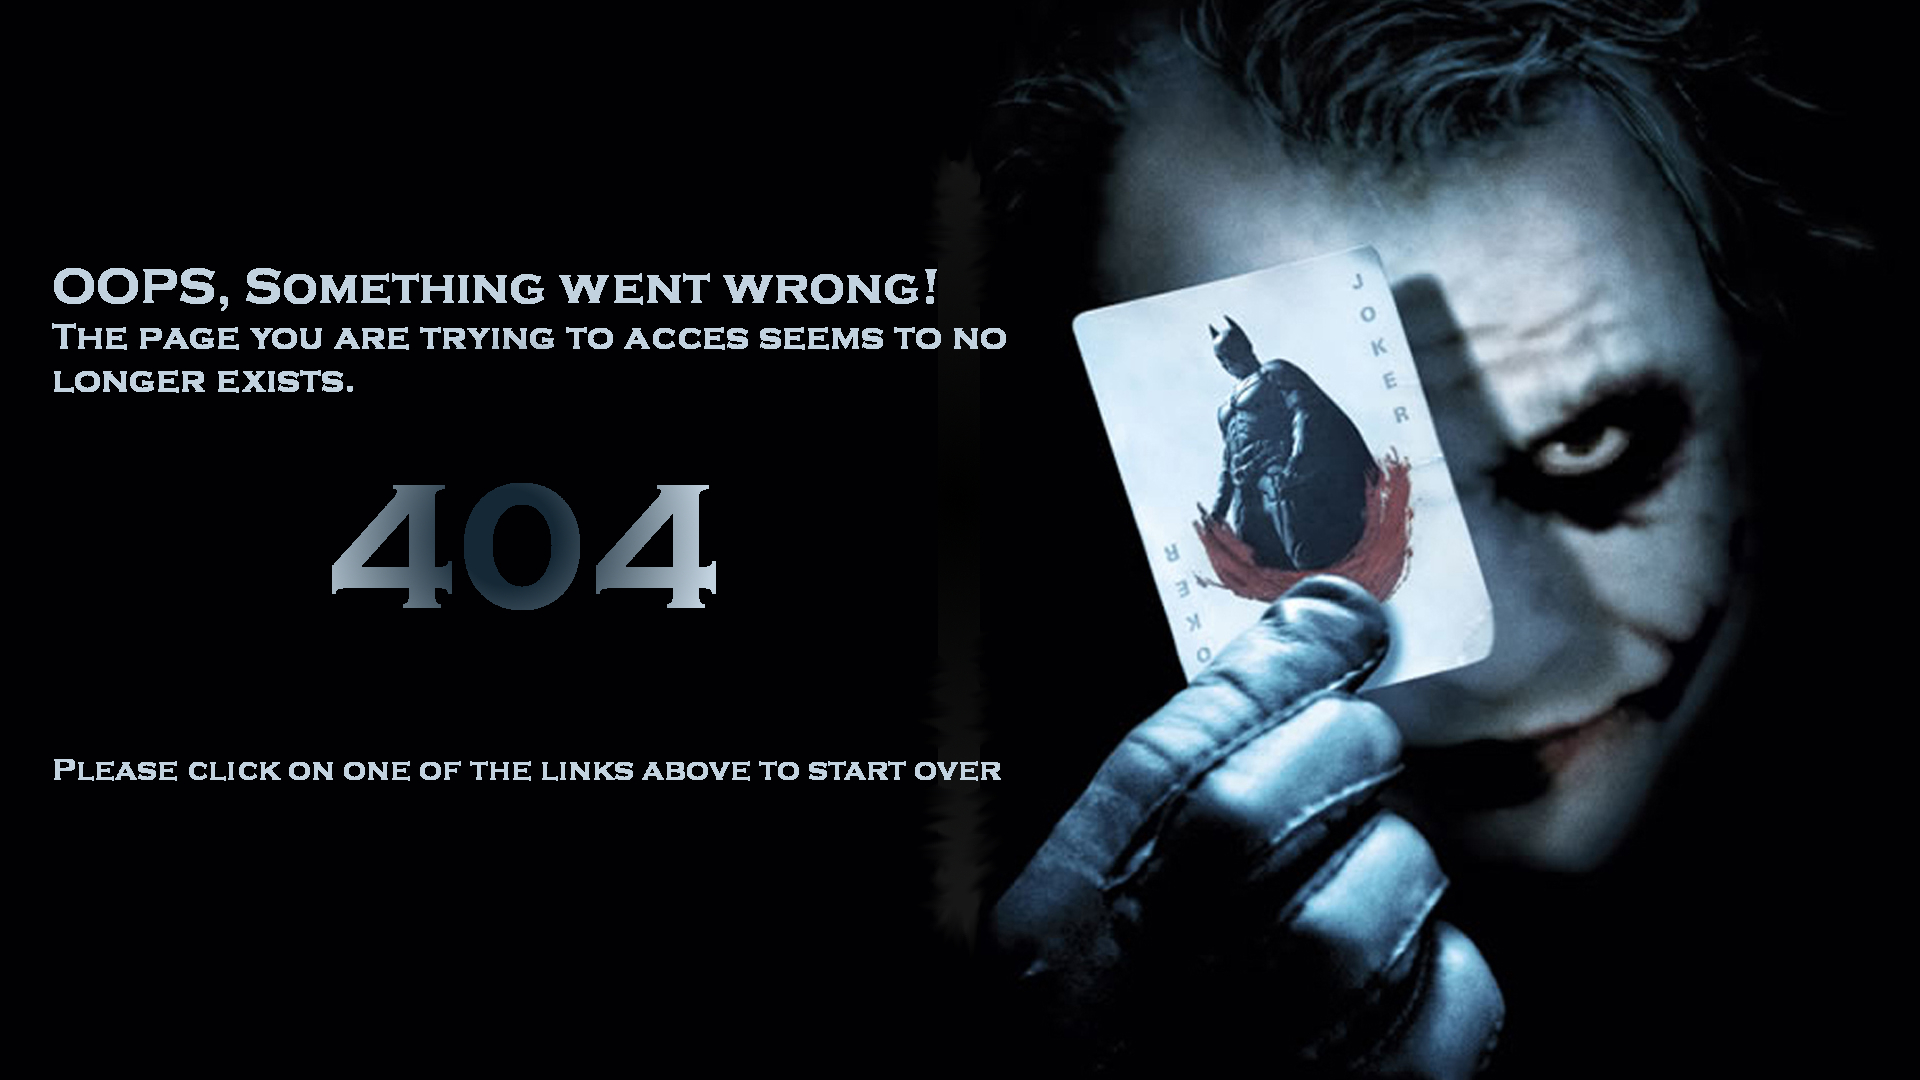 OOPS, Something went wrong!
The page you are trying to acces seems to no
longer exists.
404
Please click on one of the links above to start over
JOKER
JOKER